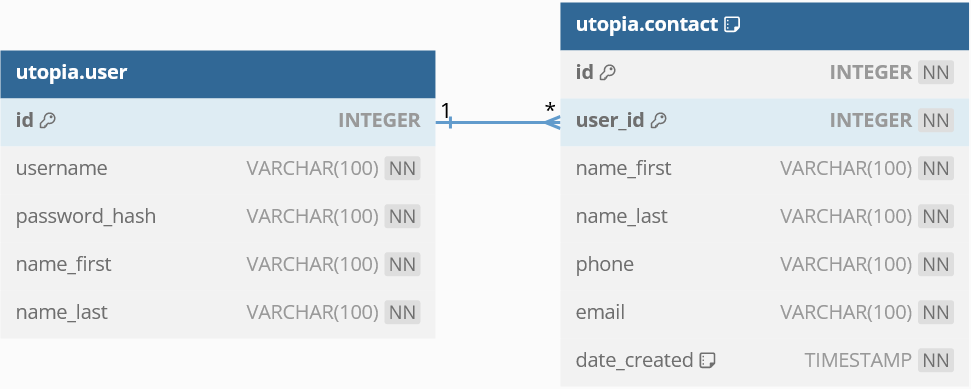 utopia.user
id INTEGER
username VARCHAR(100) NN
password_hash VARCHAR(100) NN
name_first VARCHAR(100) NN
name_last VARCHAR(100) NN
1 *
utopia.contact
id INTEGER NN
user_id INTEGER NN
name_first VARCHAR(100) NN
name_last VARCHAR(100) NN
phone VARCHAR(100) NN
email VARCHAR(100) NN
date_created TIMESTAMP NN